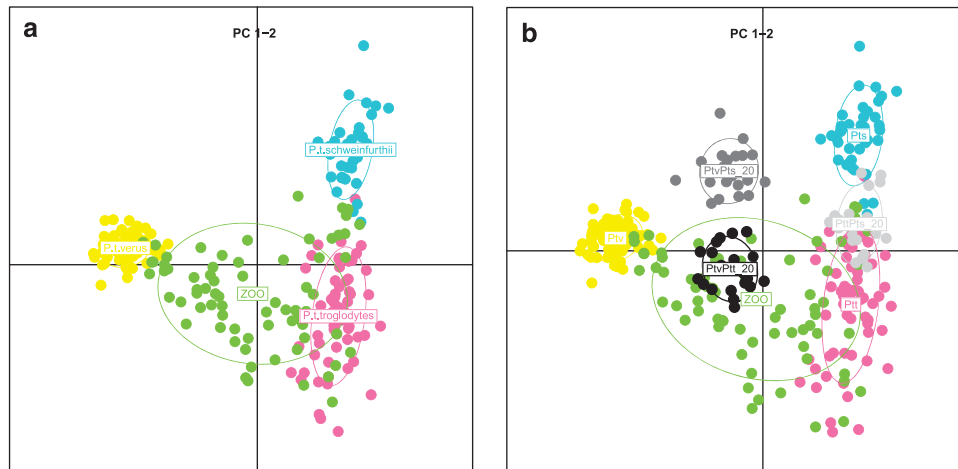 a
PC 1–2
P.t.schweinfurthii
P.t.verus
ZOO
P.t.troglodytes
b
PC 1–2
Pts
PtvPts_20
PttPts_20
Ptv
PtvPtt_20
ZOO
Ptt